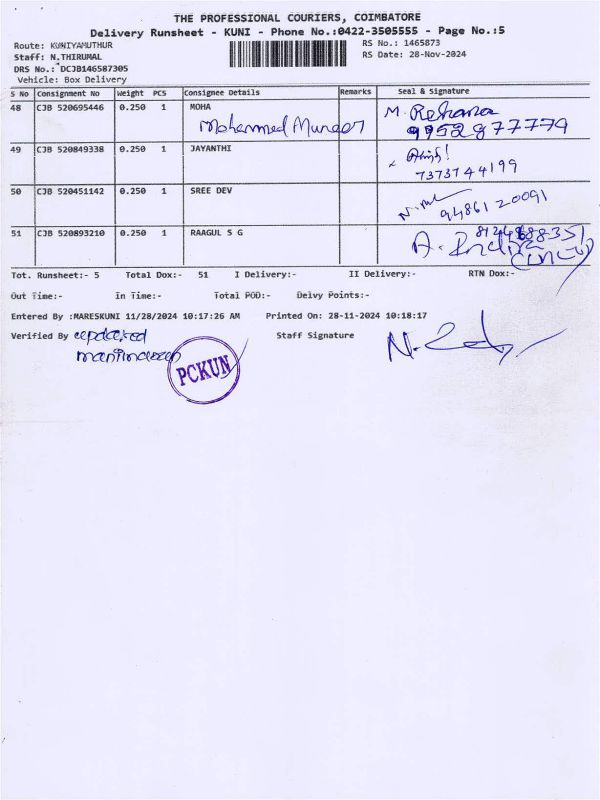 THE PROFESSIONAL COURIERS, COIMBATORE
Delivery Runsheet - KUNI - Phone No.:0422-3505555 - Page No.:5
Route: KUNIYAMUTHUR RS No.: 1465873
Staff: N.THIRUMAL RS Date: 28-Nov-2024
DRS No.: DCJB146587305
Vehicle: Box Delivery
S No Consignment No Weight PCS Consignee Details Remarks Seal & signature
48 CJB 520695446 0.250 1 MOHA M. Rehana
Mohammed Muneer 9952877779
49 CJB 520849338 0.250 1 JAYANTHI
7373744199
50 CJB 520451142 0.250 1 SREE DEV
9486120091
51 CJB 520893210 0.250 1 RAAGUL S G
A.
Tot. Runsheet:- 5 Total Dox:- 51 I Delivery:- II Delivery:- RTN Dox:-
Out Time:- In Time:- Total POD:- Delvy Points:-
Entered By :MARESKUNI 11/28/2024 10:17:26 AM Printed On: 28-11-2024 10:18:17
Verified By Staff Signature
PCKUN